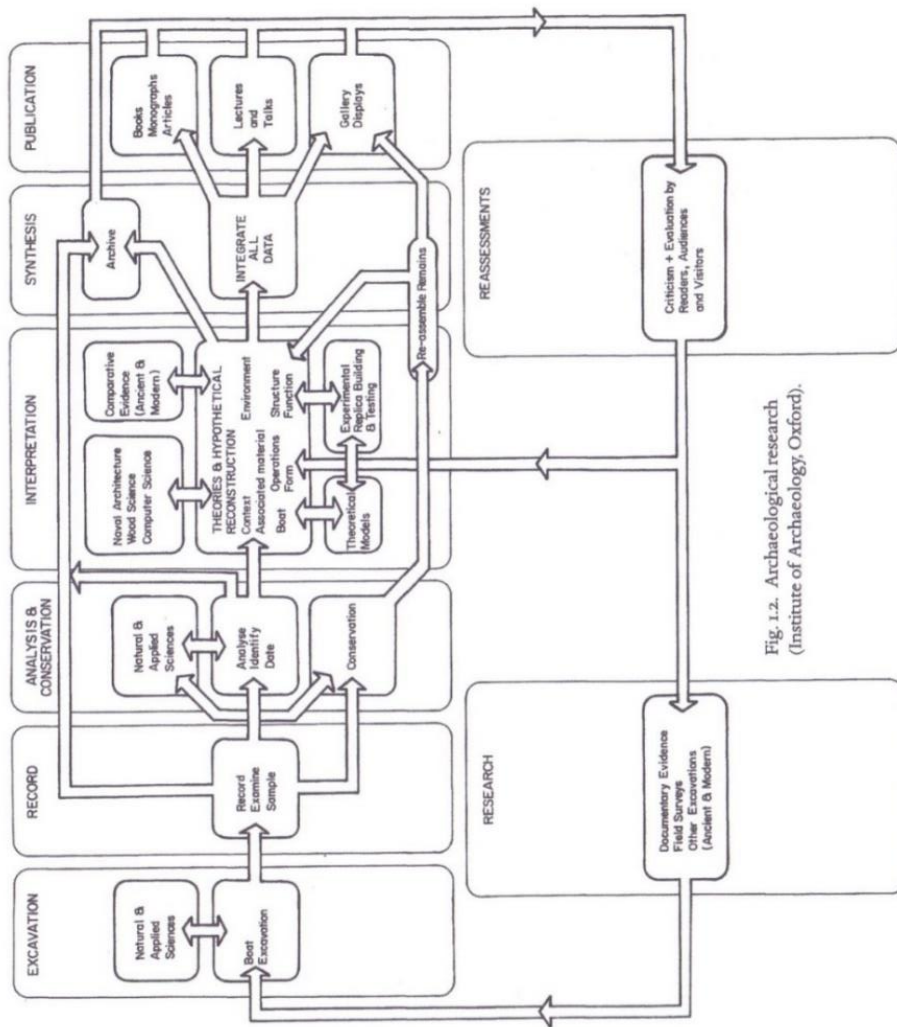 EXCAVATION
Natural &
Applied
Sciences
Boat
Excavation
RECORD
Record
Examine
Sample
ANALYSIS &
CONSERVATION
Natural &
Applied
Sciences
Analyse
Identify
Date
Conservation
INTERPRETATION
Naval Architecture
Wood Science
Computer Science
Comparative
Evidence
(Ancient &
Modern)
THEORIES & HYPOTHETICAL
RECONSTRUCTION
Context Environment
Associated material
Boat Operations Structure
Form Function
Theoretical
Models
Experimental
Replica Building
& Testing
SYNTHESIS
Archive
INTEGRATE
ALL
DATA
Re-assemble Remains
PUBLICATION
Books
Monographs
Articles
Lectures
and
Talks
Gallery
Displays
RESEARCH
Documentary Evidence
Field Surveys
Other Excavations
(Ancient & Modern)
REASSESSMENTS
Criticism + Evaluation by
Readers, Audiences
and Visitors
Fig. 1.2. Archaeological research
(Institute of Archaeology, Oxford).